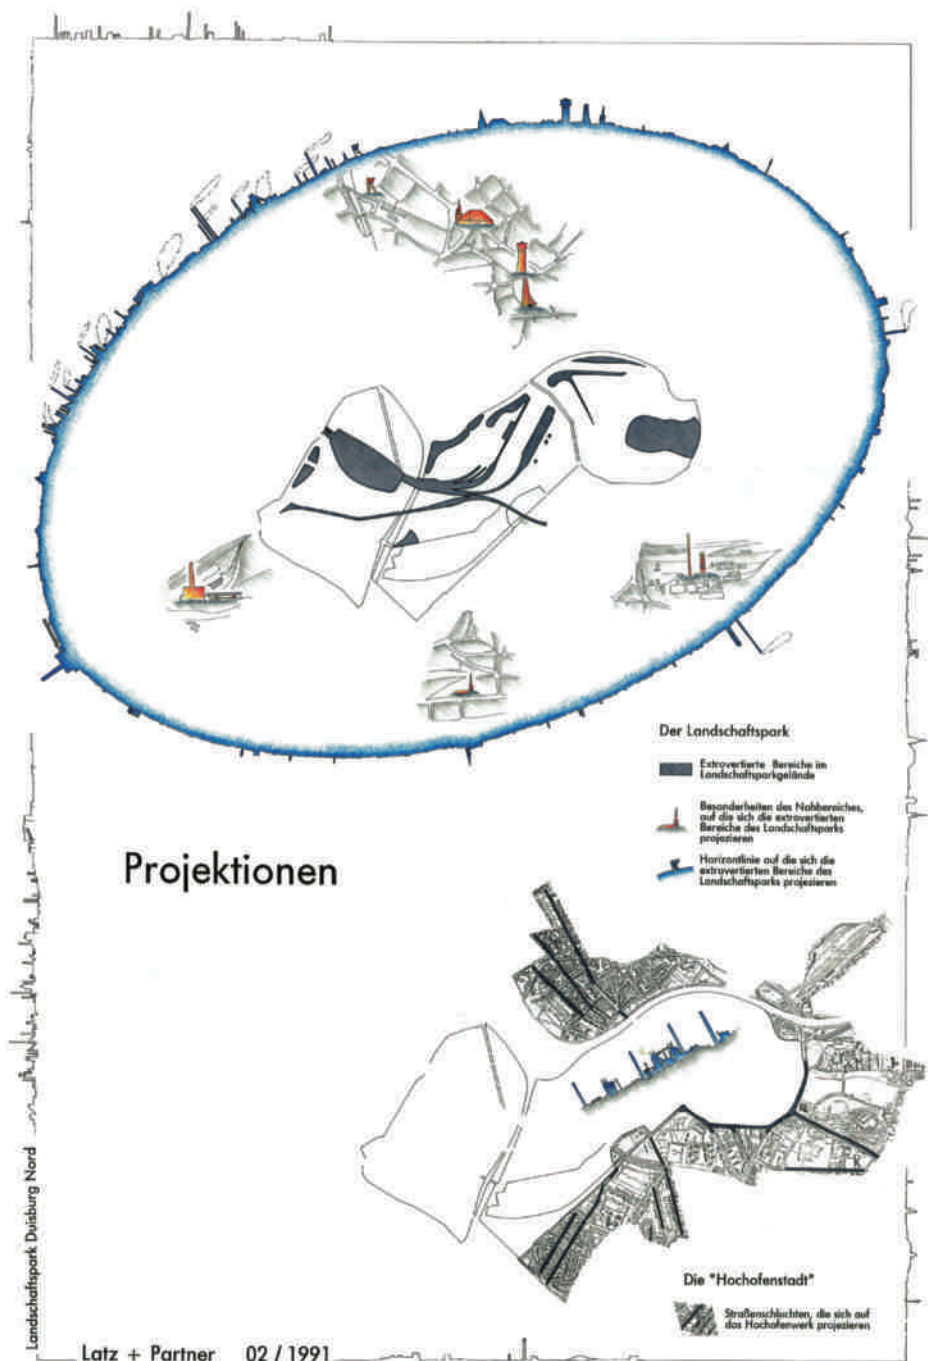 Der Landschaftspark
Extrovertierte Bereiche im
Landschaftsparkgelände
Besonderheiten des Nahbereiches,
auf die sich die extrovertierten
Bereiche des Landschaftsparks
projezieren
Horizontlinie auf die sich die
extrovertierten Bereiche des
Landschaftsparks projezieren
Projektionen
Landschaftspark Duisburg Nord
Die "Hochofenstadt"
Straßenschluchten, die sich auf
das Hochofenwerk projezieren
Latz + Partner 02 / 1991